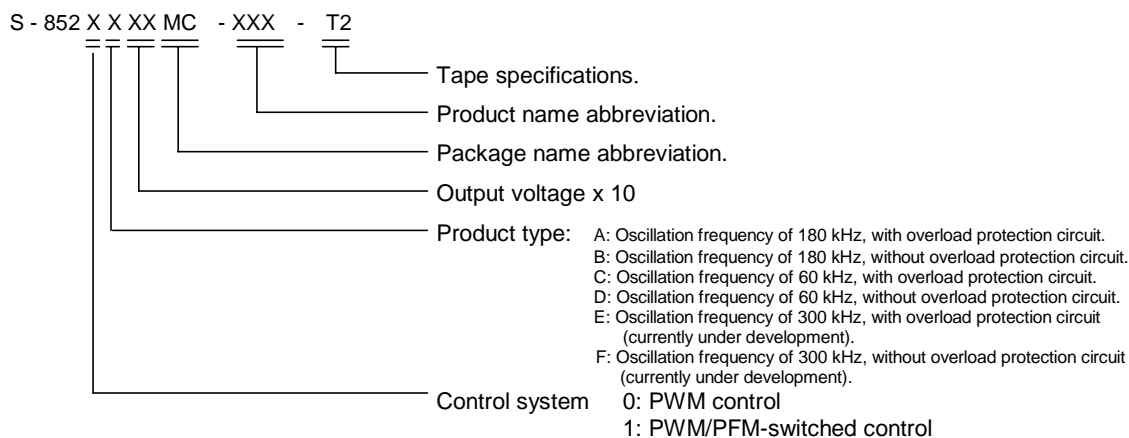 S - 852 X X XX MC - XXX - T2
Tape specifications.
Product name abbreviation.
Package name abbreviation.
Output voltage x 10
Product type: A: Oscillation frequency of 180 kHz, with overload protection circuit.
B: Oscillation frequency of 180 kHz, without overload protection circuit.
C: Oscillation frequency of 60 kHz, with overload protection circuit.
D: Oscillation frequency of 60 kHz, without overload protection circuit.
E: Oscillation frequency of 300 kHz, with overload protection circuit
(currently under development).
F: Oscillation frequency of 300 kHz, without overload protection circuit
(currently under development).
Control system 0: PWM control
1: PWM/PFM-switched control